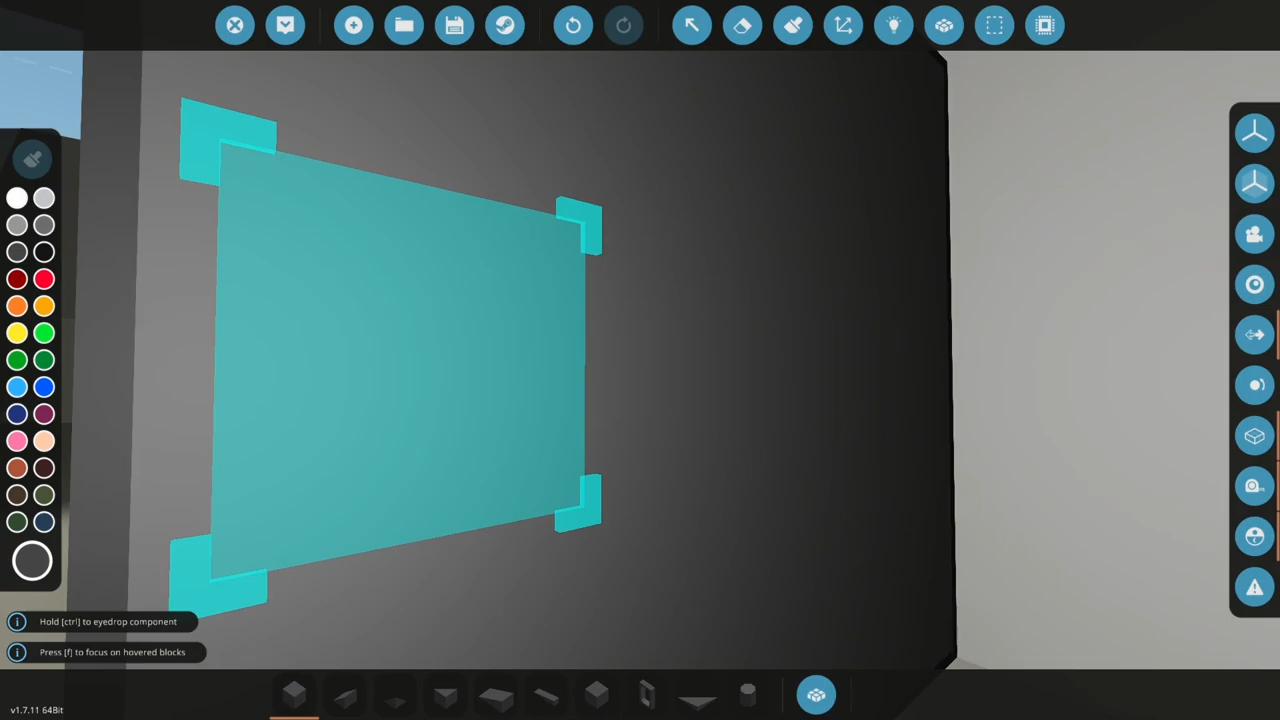 Hold [ctrl] to eyedrop component
Press [f] to focus on hovered blocks
v1.7.11 64Bit